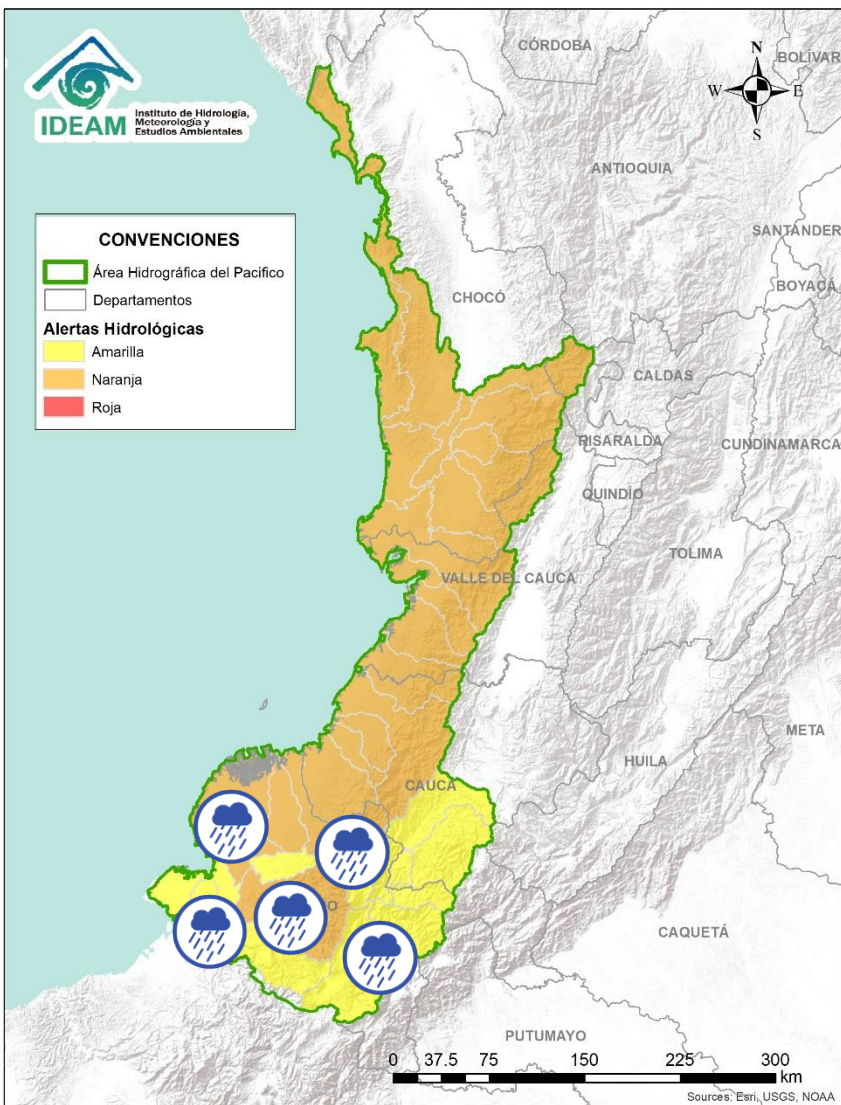 IDEAM
Instituto de Hidrología,
Meteorología y
Estudios Ambientales
N
W
E
S
CONVENCIONES
Área Hidrográfica del Pacifico
Departamentos
Alertas Hidrológicas
Amarilla
Naranja
Roja
CÓRDOBA
BOLÍVAR
ANTIOQUIA
SANTANDER
BOYACÁ
CHOCÓ
CALDAS
RISARALDA
CUNDINAMARCA
QUINDÍO
TOLIMA
VALLE DEL CAUCA
META
HUILA
CAUCA
CAQUETÁ
PUTUMAYO
0 37.5 75 150 225 300
km
Sources: Esri, USGS, NOAA